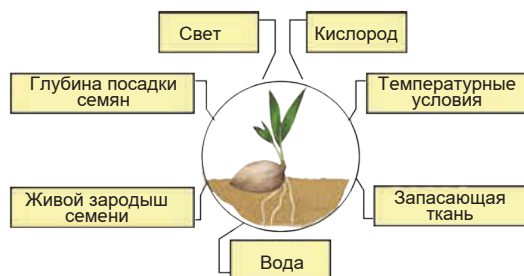 Свет
Кислород
Глубина посадки
семян
Температурные
условия
Живой зародыш
семени
Запасающая
ткань
Вода